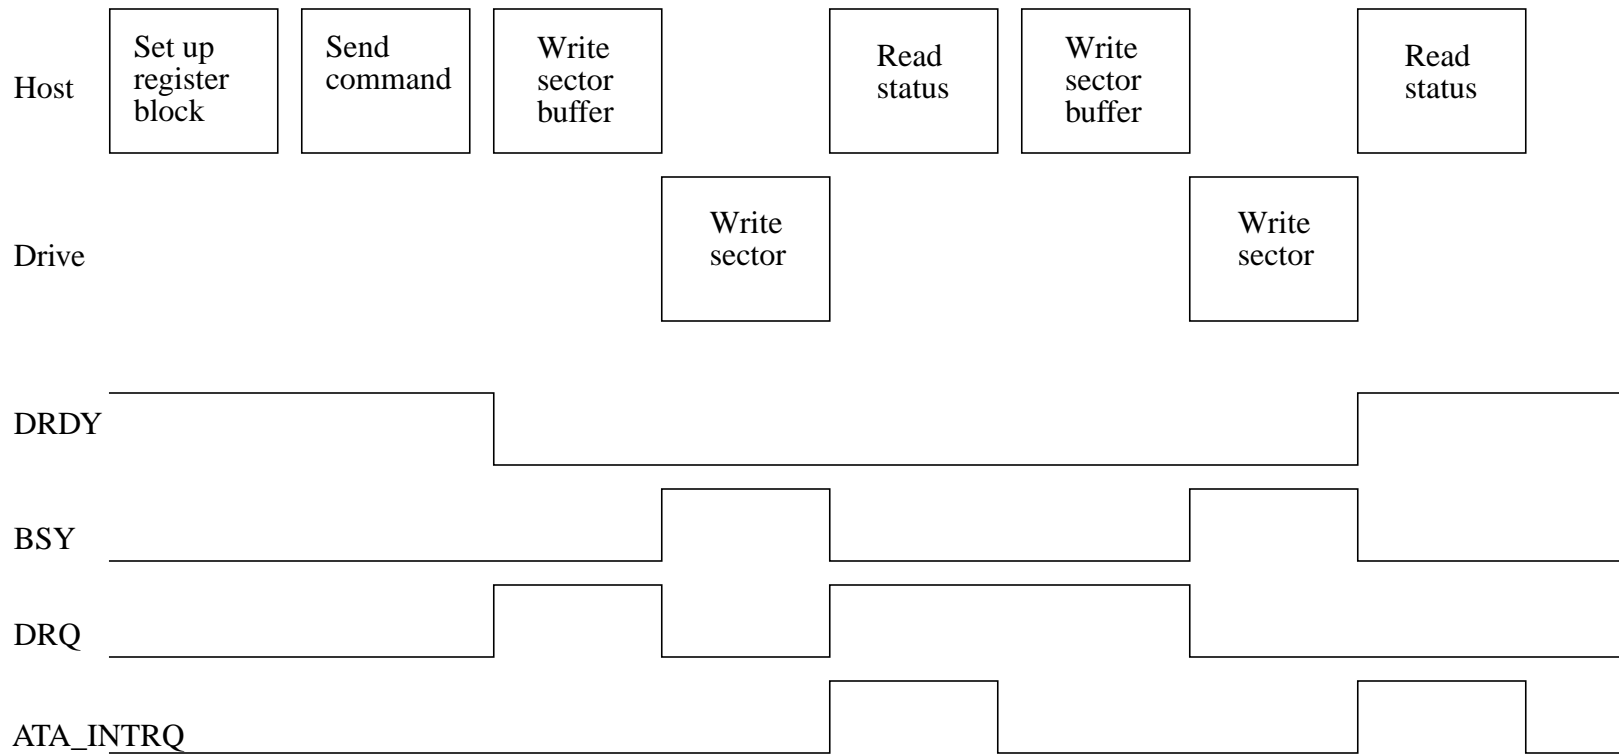 Host
Set up
register
block
Send
command
Write
sector
buffer
Read
status
Write
sector
buffer
Read
status
Drive
Write
sector
Write
sector
DRDY
BSY
DRQ
ATA_INTRQ